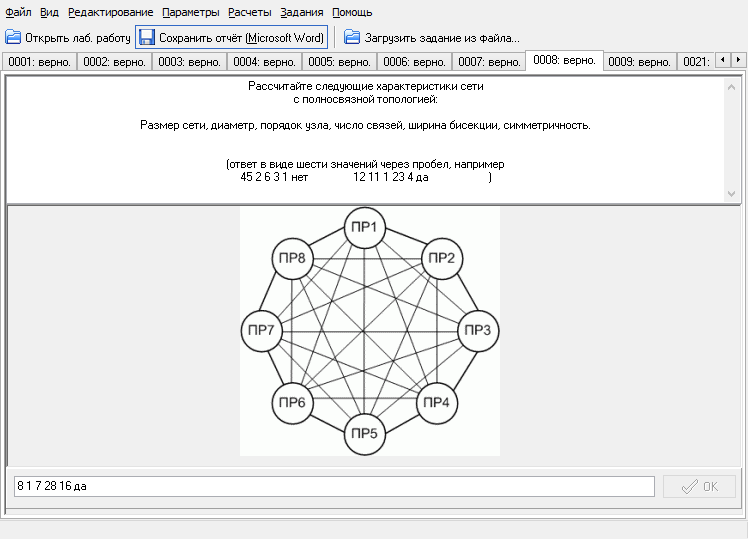 Файл Вид Редактирование Параметры Расчеты Задания Помощь
Открыть лаб. работу Сохранить отчёт (Microsoft Word) Загрузить задание из файла...
0001: верно. 0002: верно. 0003: верно. 0004: верно. 0005: верно. 0006: верно. 0007: верно. 0008: верно. 0009: верно. 0021:
Рассчитайте следующие характеристики сети
с полносвязной топологией:
Размер сети, диаметр, порядок узла, число связей, ширина бисекции, симметричность.
(ответ в виде шести значений через пробел, например
45 2 6 3 1 нет 12 11 1 23 4 да )
ПР1
ПР8 ПР2
ПР7 ПР3
ПР6 ПР4
ПР5
8 1 7 28 16 да OK